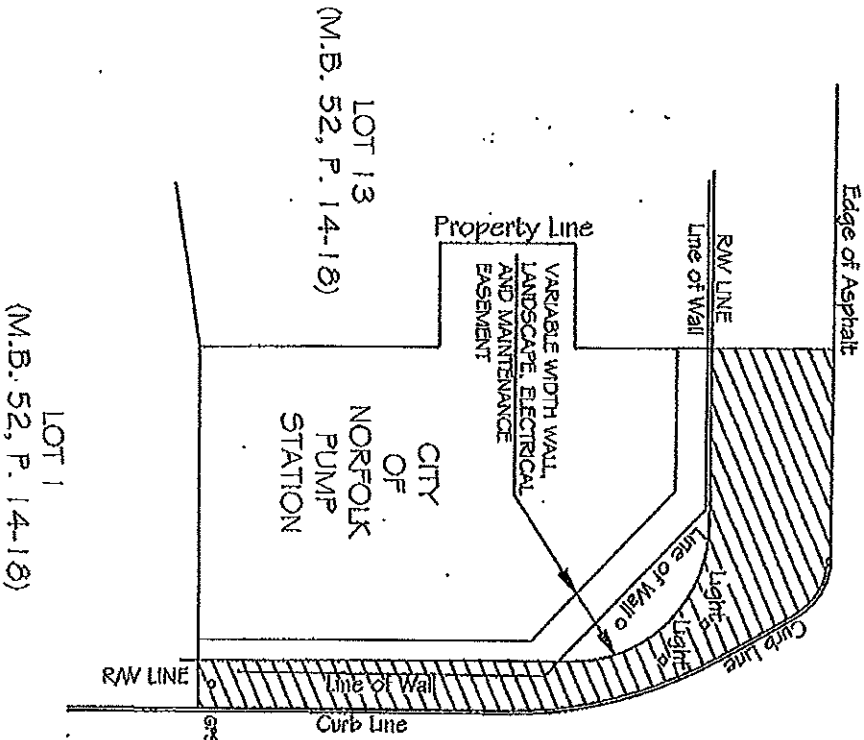 Edge of Asphalt
R/W LINE
Line of Wall
LOT 13
(M.B. 52, P. 14-18)
Property Line
VARIABLE WIDTH WALL,
LANDSCAPE, ELECTRICAL
AND MAINTENANCE
EASEMENT
CITY
OF
NORFOLK
PUMP
STATION
Line of Wall
Light
Light
Curb Line
R/W LINE
Line of Wall
Curb Line
LOT 1
(M.B. 52, P. 14-18)